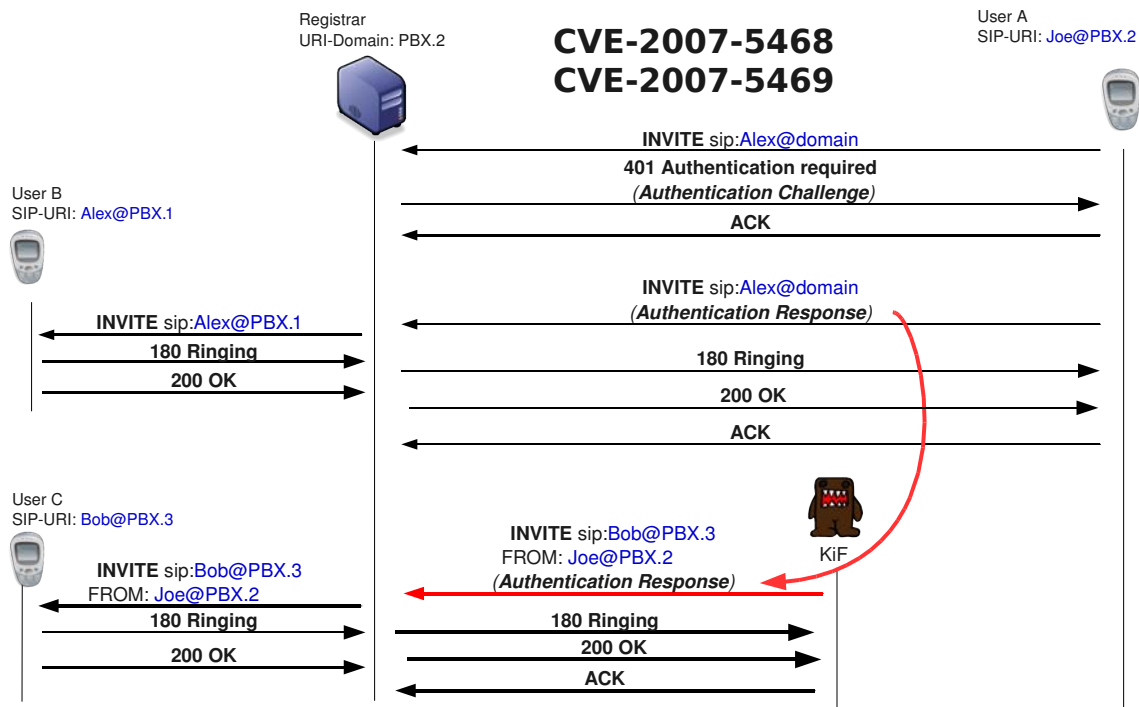 Registrar
URI-Domain: PBX.2
CVE-2007-5468
CVE-2007-5469
User A
SIP-URI: Joe@PBX.2
INVITE sip:Alex@domain
401 Authentication required
(Authentication Challenge)
ACK
User B
SIP-URI: Alex@PBX.1
INVITE sip:Alex@domain
(Authentication Response)
INVITE sip:Alex@PBX.1
180 Ringing
180 Ringing
200 OK
200 OK
ACK
User C
SIP-URI: Bob@PBX.3
INVITE sip:Bob@PBX.3
FROM: Joe@PBX.2
(Authentication Response)
KiF
INVITE sip:Bob@PBX.3
FROM: Joe@PBX.2
180 Ringing
180 Ringing
200 OK
200 OK
ACK